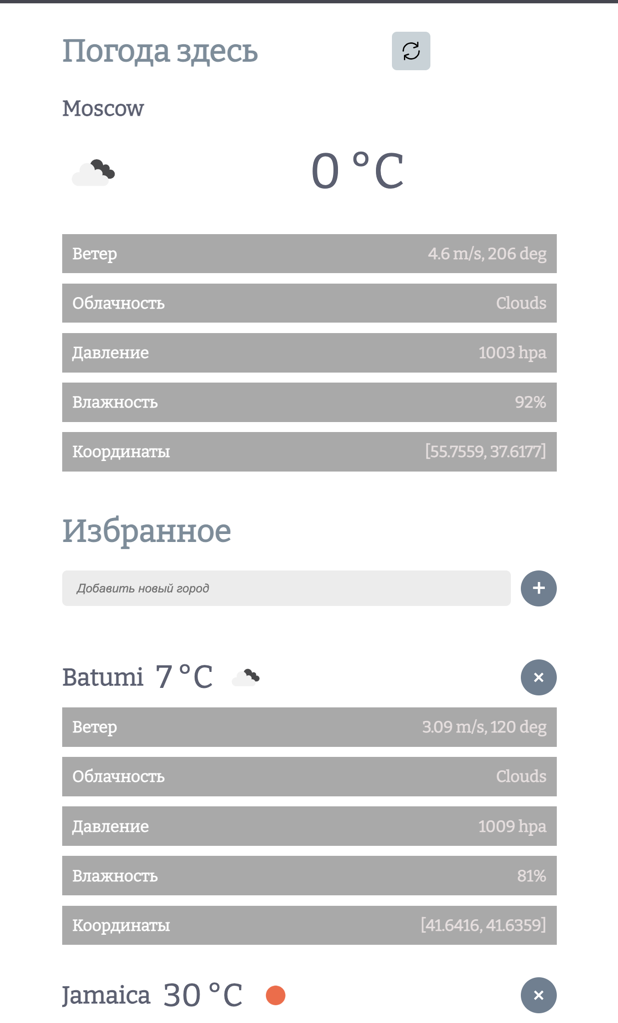 Погода здесь
Moscow
0 °C
Ветер 4.6 m/s, 206 deg
Облачность Clouds
Давление 1003 hpa
Влажность 92%
Координаты [55.7559, 37.6177]
Избранное
Добавить новый город +
Batumi 7 °C ×
Ветер 3.09 m/s, 120 deg
Облачность Clouds
Давление 1009 hpa
Влажность 81%
Координаты [41.6416, 41.6359]
Jamaica 30 °C ×